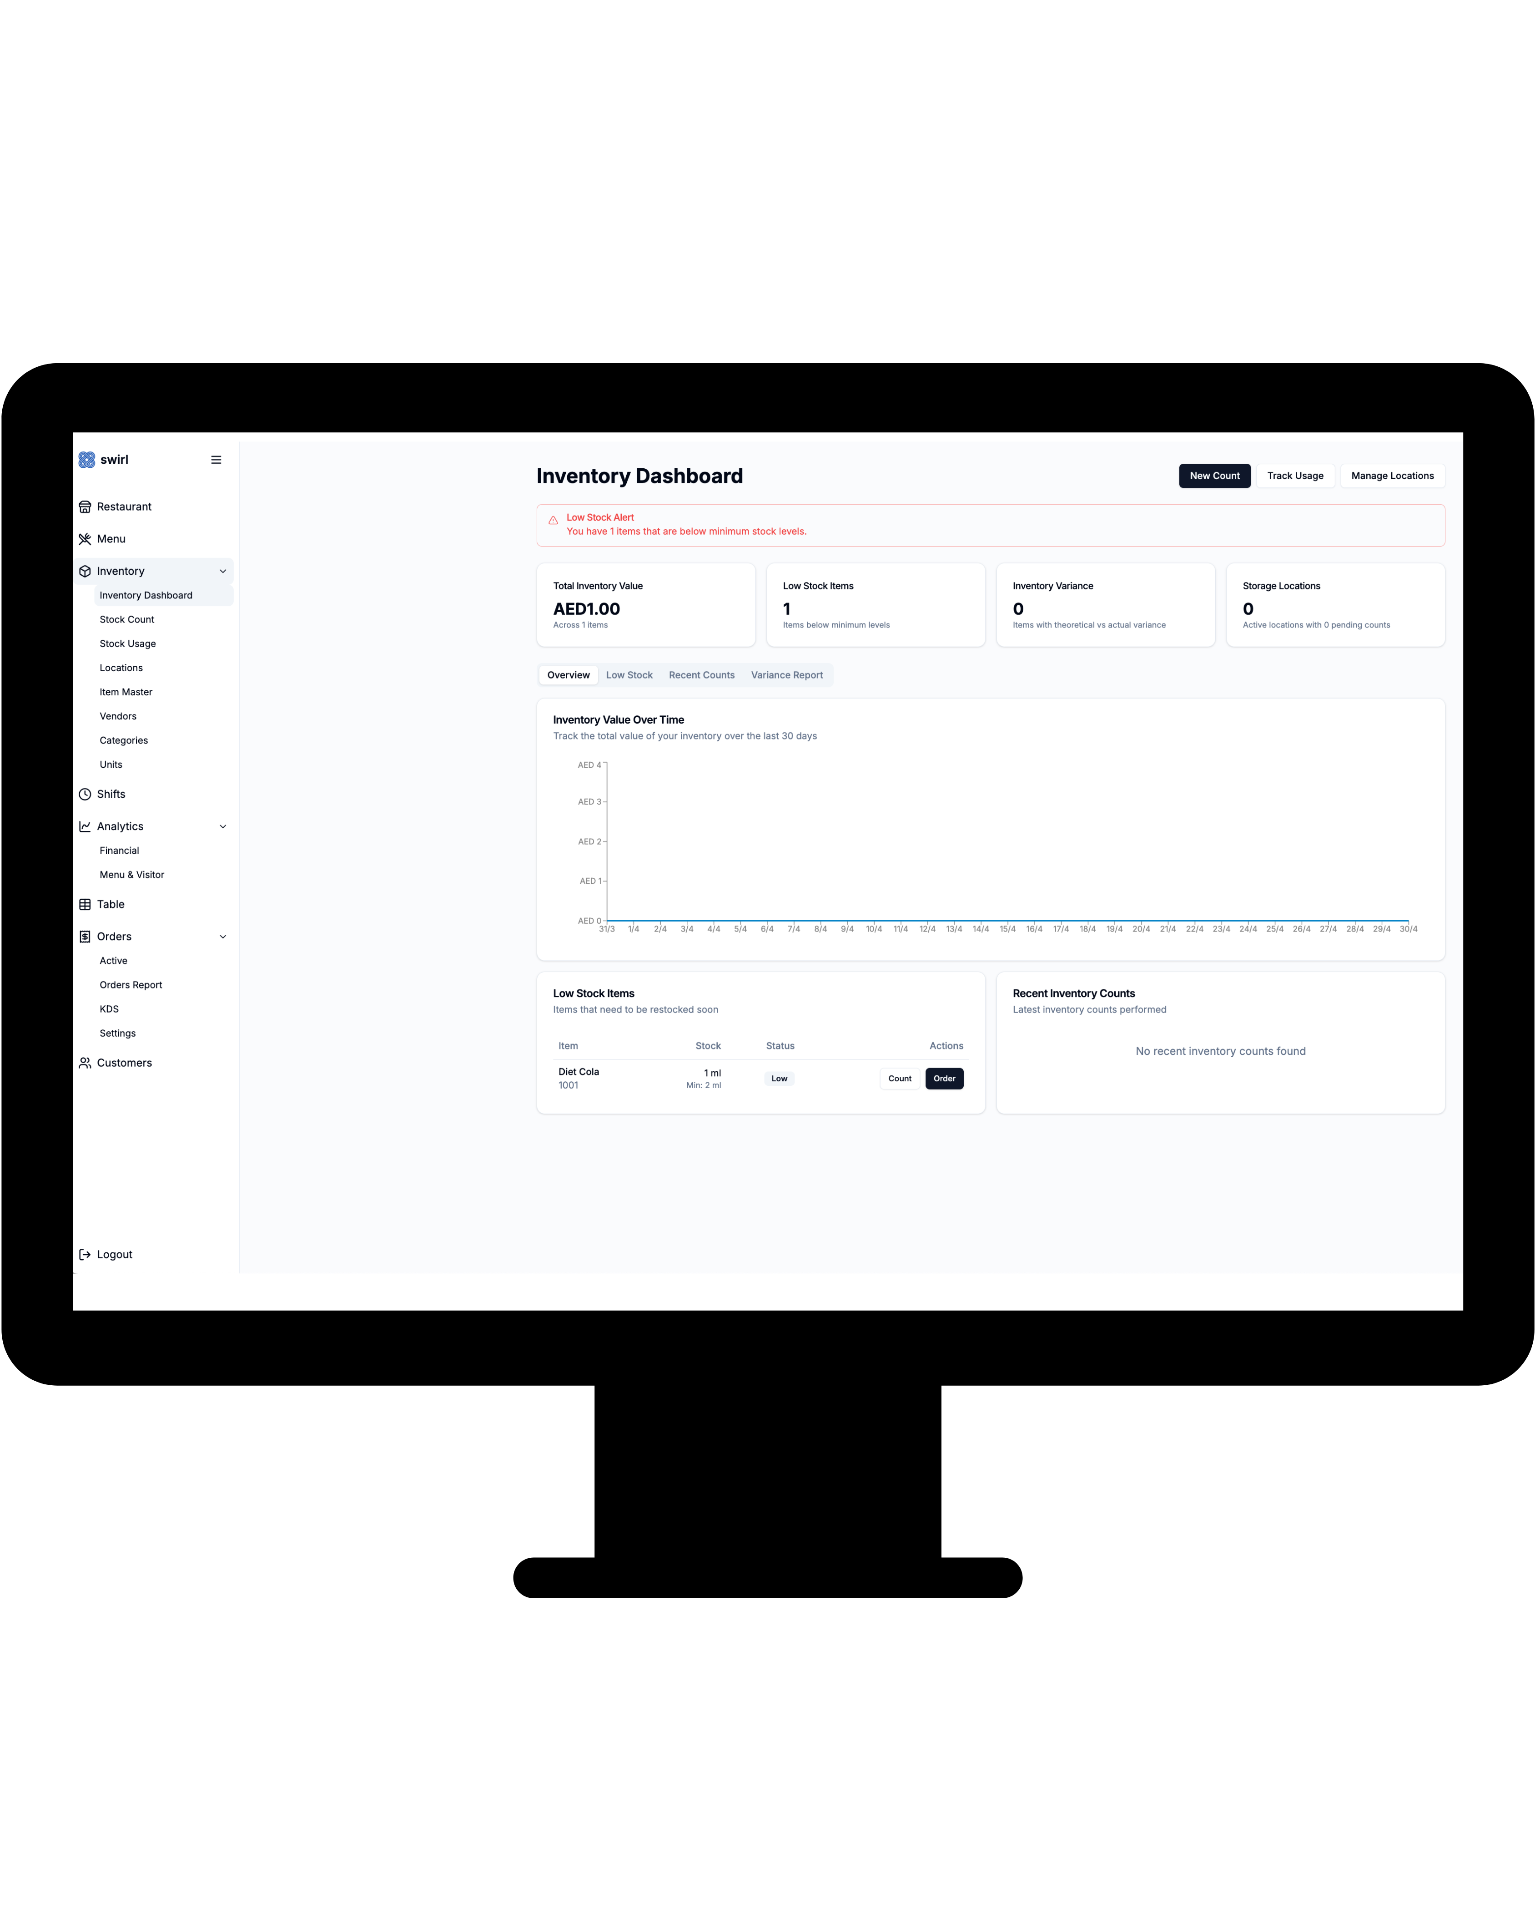 swirl
Restaurant
Menu
Inventory
Inventory Dashboard
Stock Count
Stock Usage
Locations
Item Master
Vendors
Categories
Units
Shifts
Analytics
Financial
Menu & Visitor
Table
Orders
Active
Orders Report
KDS
Settings
Customers
Logout
Inventory Dashboard
New Count Track Usage Manage Locations
Low Stock Alert
You have 1 items that are below minimum stock levels.
Total Inventory Value
AED1.00
Across 1 items
Low Stock Items
1
Items below minimum levels
Inventory Variance
0
Items with theoretical vs actual variance
Storage Locations
0
Active locations with 0 pending counts
Overview Low Stock Recent Counts Variance Report
Inventory Value Over Time
Track the total value of your inventory over the last 30 days
AED 4
AED 3
AED 2
AED 1
AED 0
31/3 1/4 2/4 3/4 4/4 5/4 6/4 7/4 8/4 9/4 10/4 11/4 12/4 13/4 14/4 15/4 16/4 17/4 18/4 19/4 20/4 21/4 22/4 23/4 24/4 25/4 26/4 27/4 28/4 29/4 30/4
Low Stock Items
Items that need to be restocked soon
Item Stock Status Actions
Diet Cola 1 ml Low Count Order
1001 Min: 2 ml
Recent Inventory Counts
Latest inventory counts performed
No recent inventory counts found